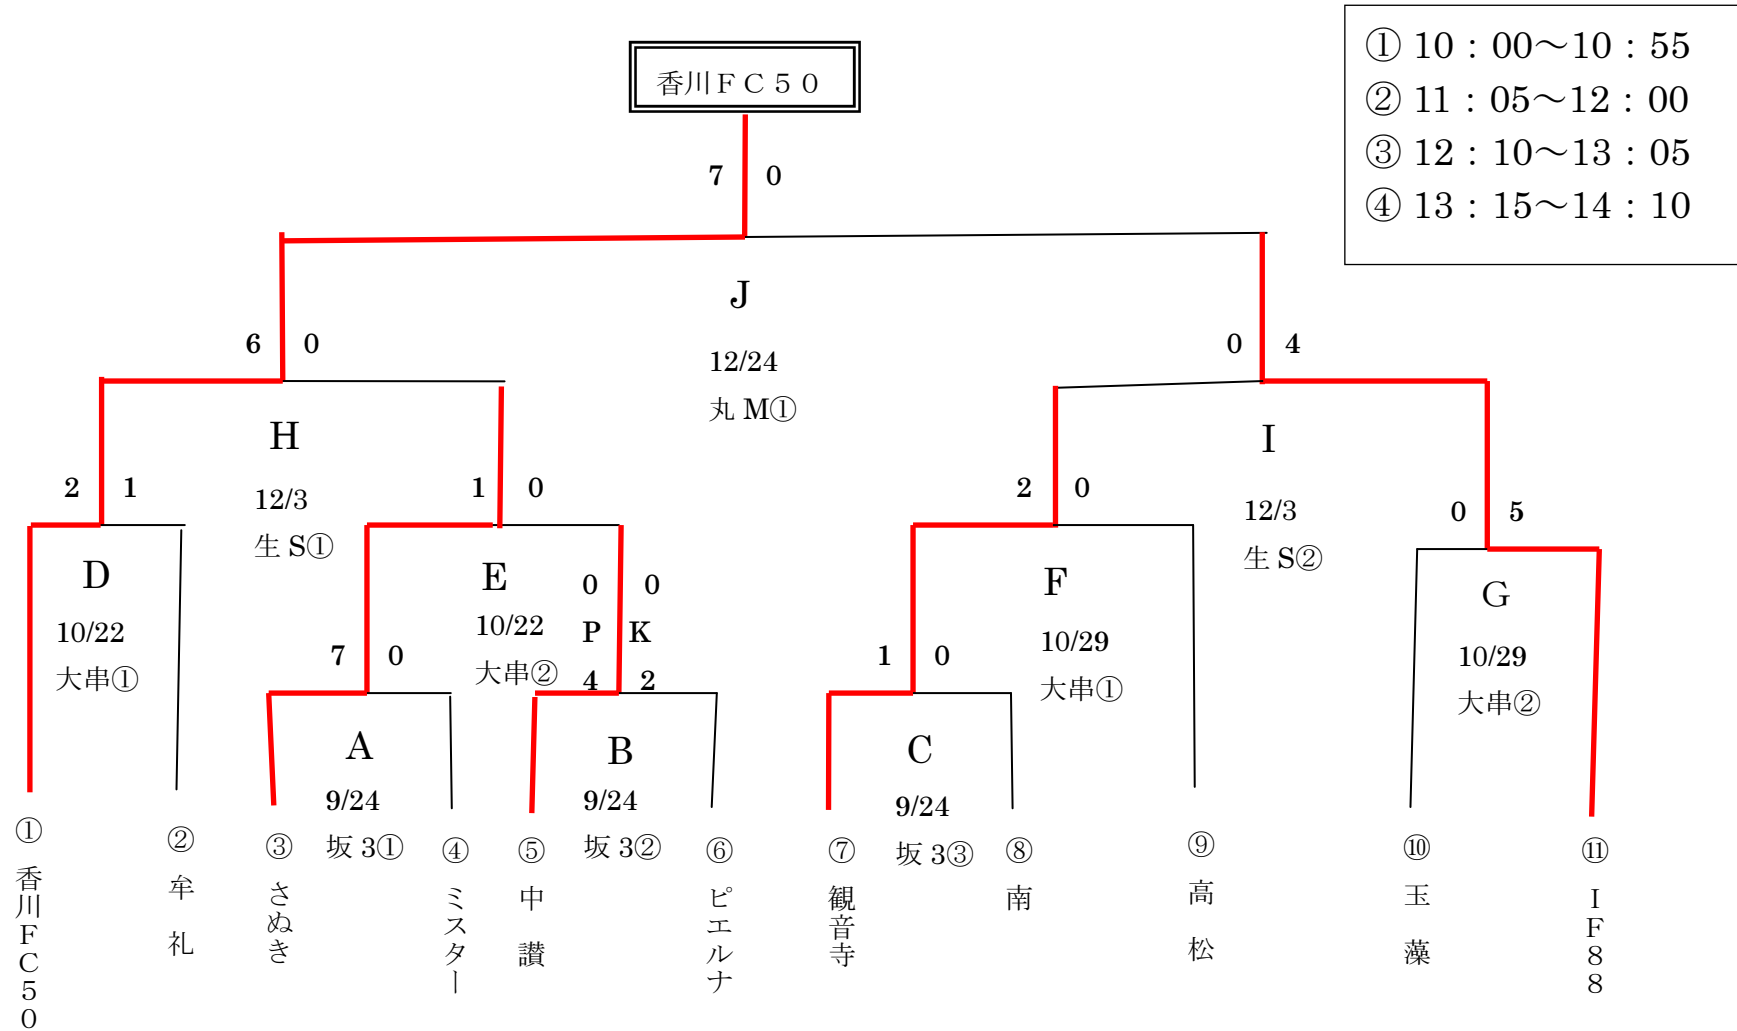 ① 10：00～10：55
② 11：05～12：00
③ 12：10～13：05
④ 13：15～14：10
香川ＦＣ５０
7 0
J
12/24
丸 M①
6 0
0 4
H
12/3
生 S①
I
12/3
生 S②
2 1
1 0
2 0
0 5
D
10/22
大串①
E
10/22
大串②
F
10/29
大串①
G
10/29
大串②
7 0
0 0
P K
4 2
1 0
A
9/24
坂 3①
B
9/24
坂 3②
C
9/24
坂 3③
① 香川ＦＣ５０
② 牟 礼
③ さぬき
④ ミスター
⑤ 中 讃
⑥ ピエルナ
⑦ 観音寺
⑧ 南
⑨ 高 松
⑩ 玉 藻
⑪ ＩＦ８８